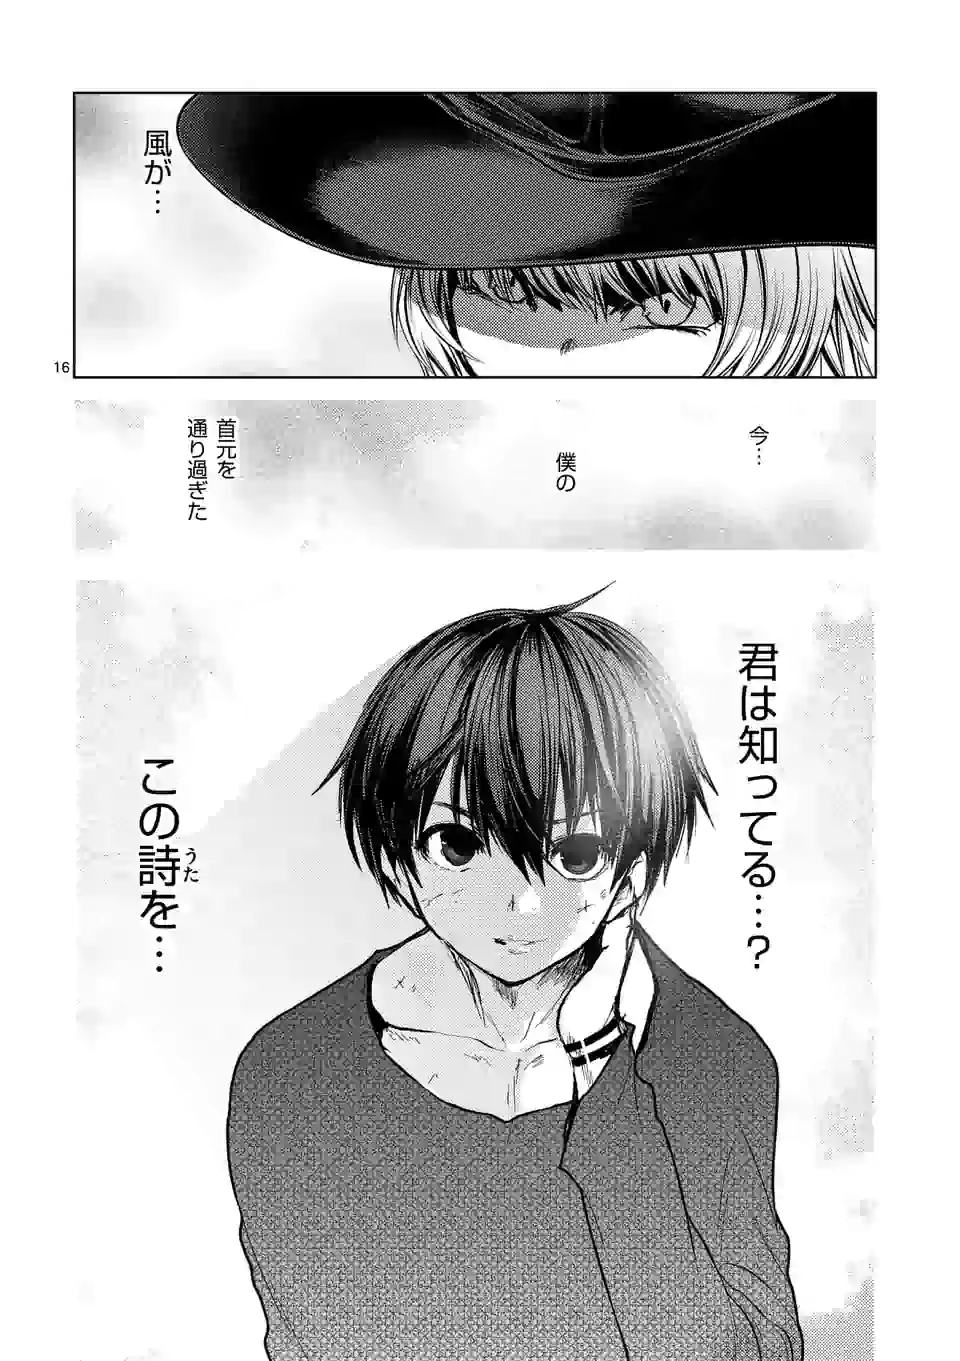 風が…
16
今…
僕の
首元を
通り過ぎた
君は知ってる…？
この詩を…
うた